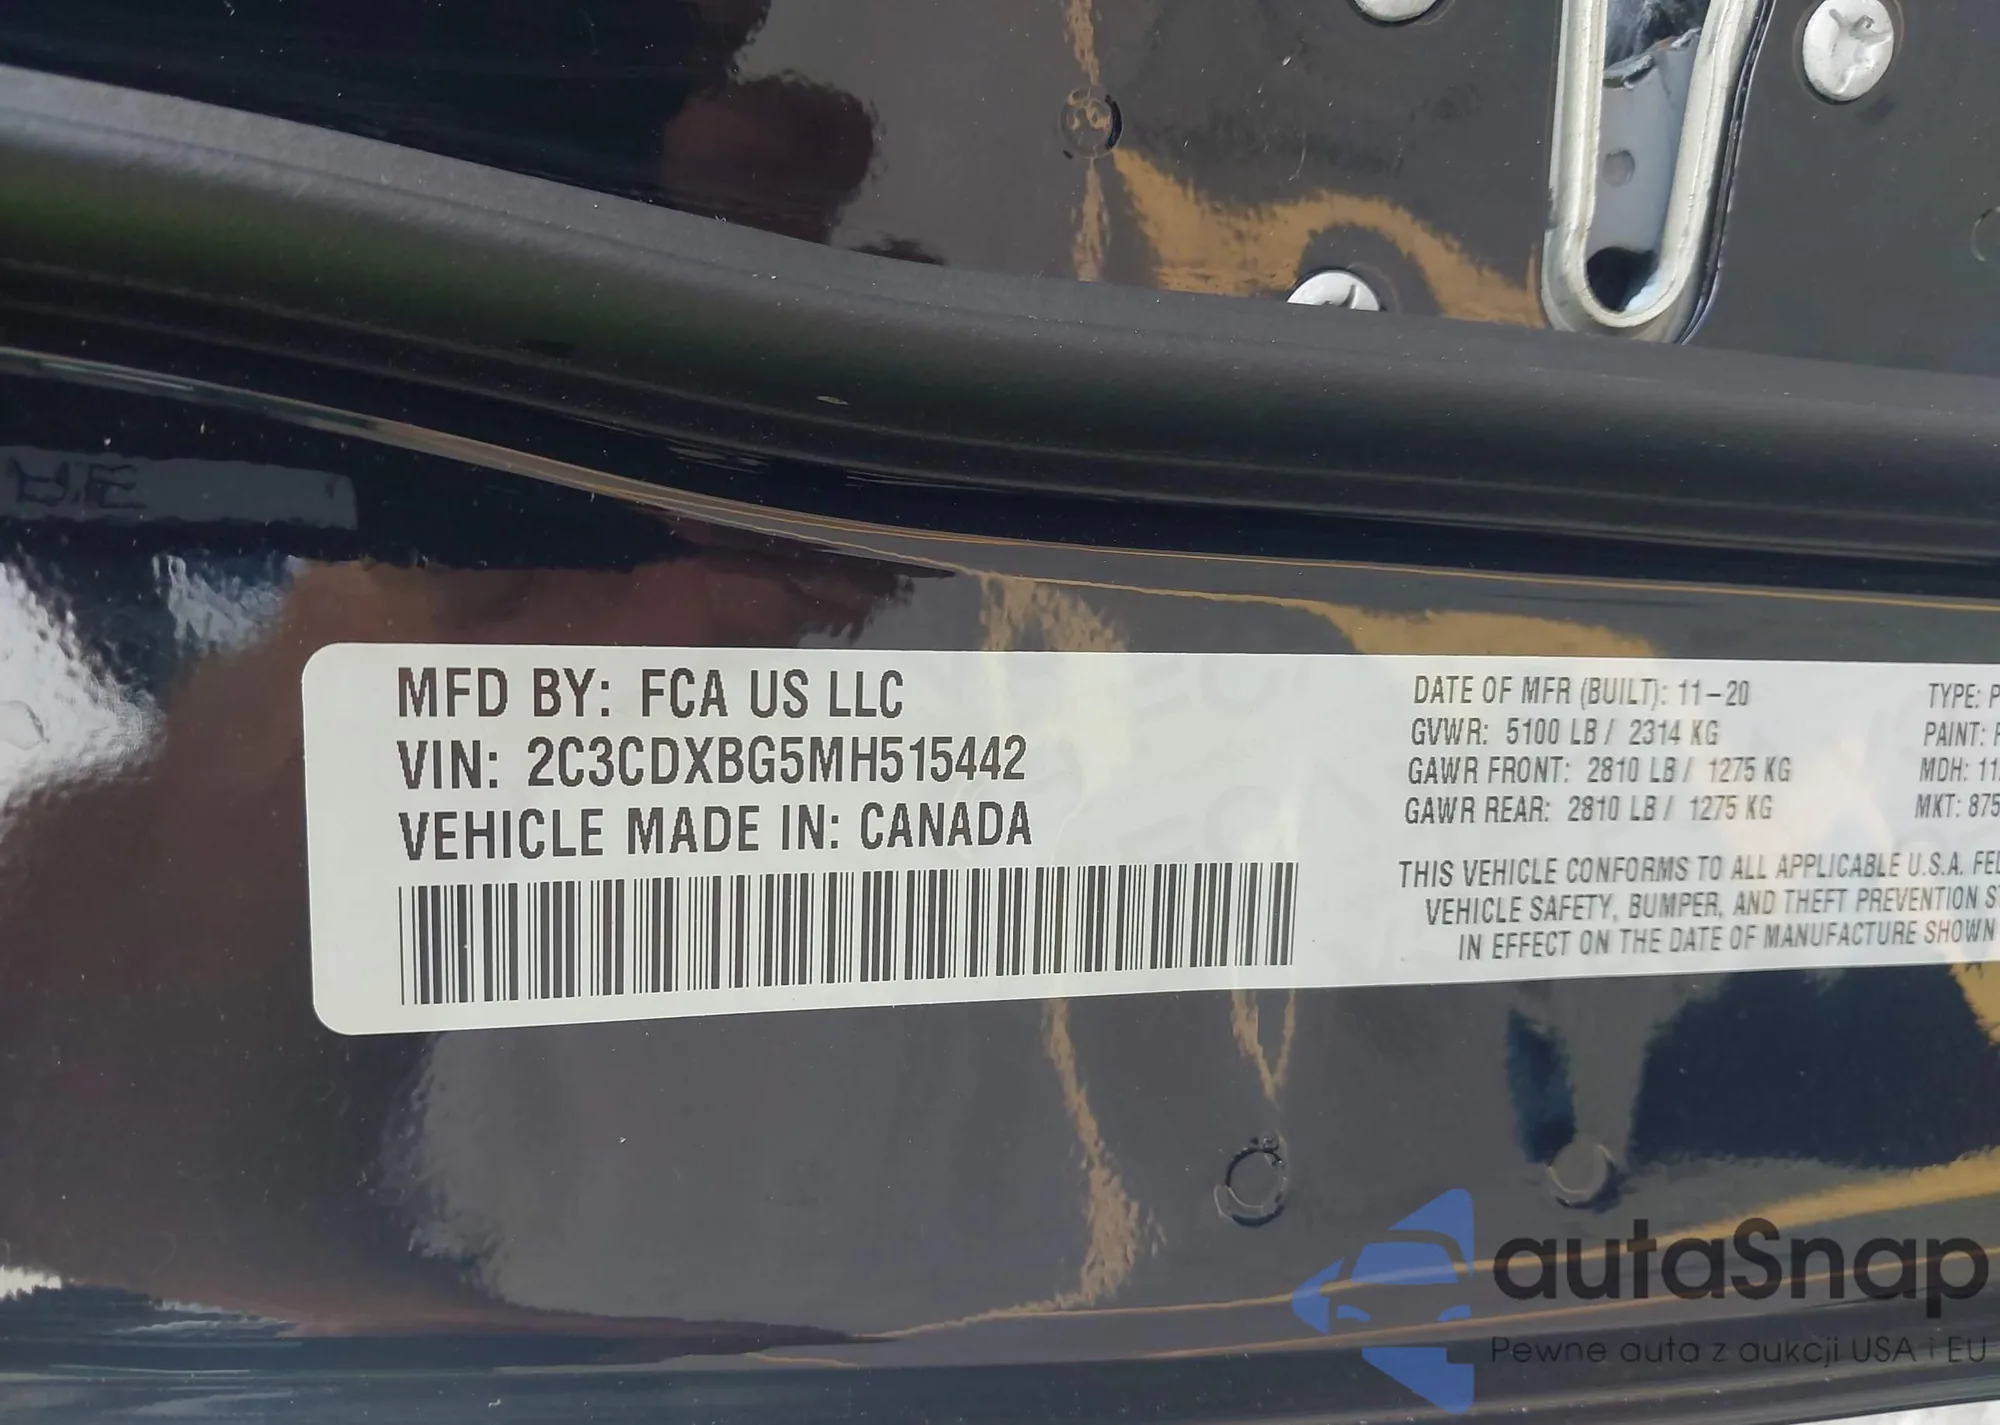 MFD BY: FCA US LLC
VIN: 2C3CDXBG5MH515442
VEHICLE MADE IN: CANADA
DATE OF MFR (BUILT): 11-20
GVWR: 5100 LB / 2314 KG
GAWR FRONT: 2810 LB / 1275 KG
GAWR REAR: 2810 LB / 1275 KG
TYPE: P
PAINT:
MDH: 11
MKT: 875
THIS VEHICLE CONFORMS TO ALL APPLICABLE U.S.A. FE
VEHICLE SAFETY, BUMPER, AND THEFT PREVENTION S
IN EFFECT ON THE DATE OF MANUFACTURE SHOWN
autaSnap
Pewne auta z aukcji USA i EU